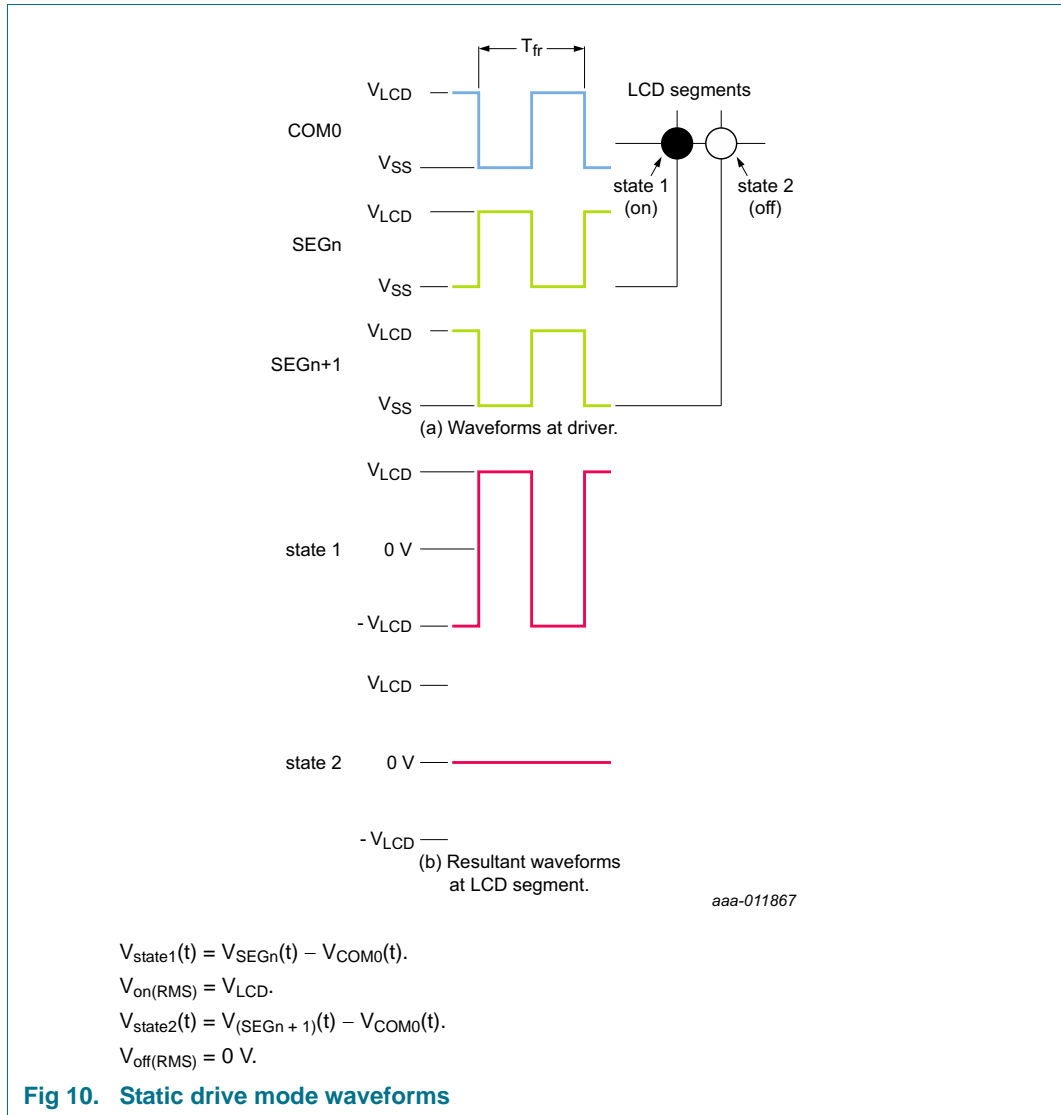 T_fr
V_LCD
LCD segments
COM0
V_SS
state 1
(on)
state 2
(off)
V_LCD
SEGn
V_SS
V_LCD
SEGn+1
V_SS
(a) Waveforms at driver.
V_LCD
state 1
0 V
- V_LCD
V_LCD
state 2
0 V
- V_LCD
(b) Resultant waveforms
at LCD segment.
aaa-011867
V_state1(t) = V_SEGn(t) − V_COM0(t).
V_on(RMS) = V_LCD.
V_state2(t) = V_(SEGn + 1)(t) − V_COM0(t).
V_off(RMS) = 0 V.
Fig 10. Static drive mode waveforms